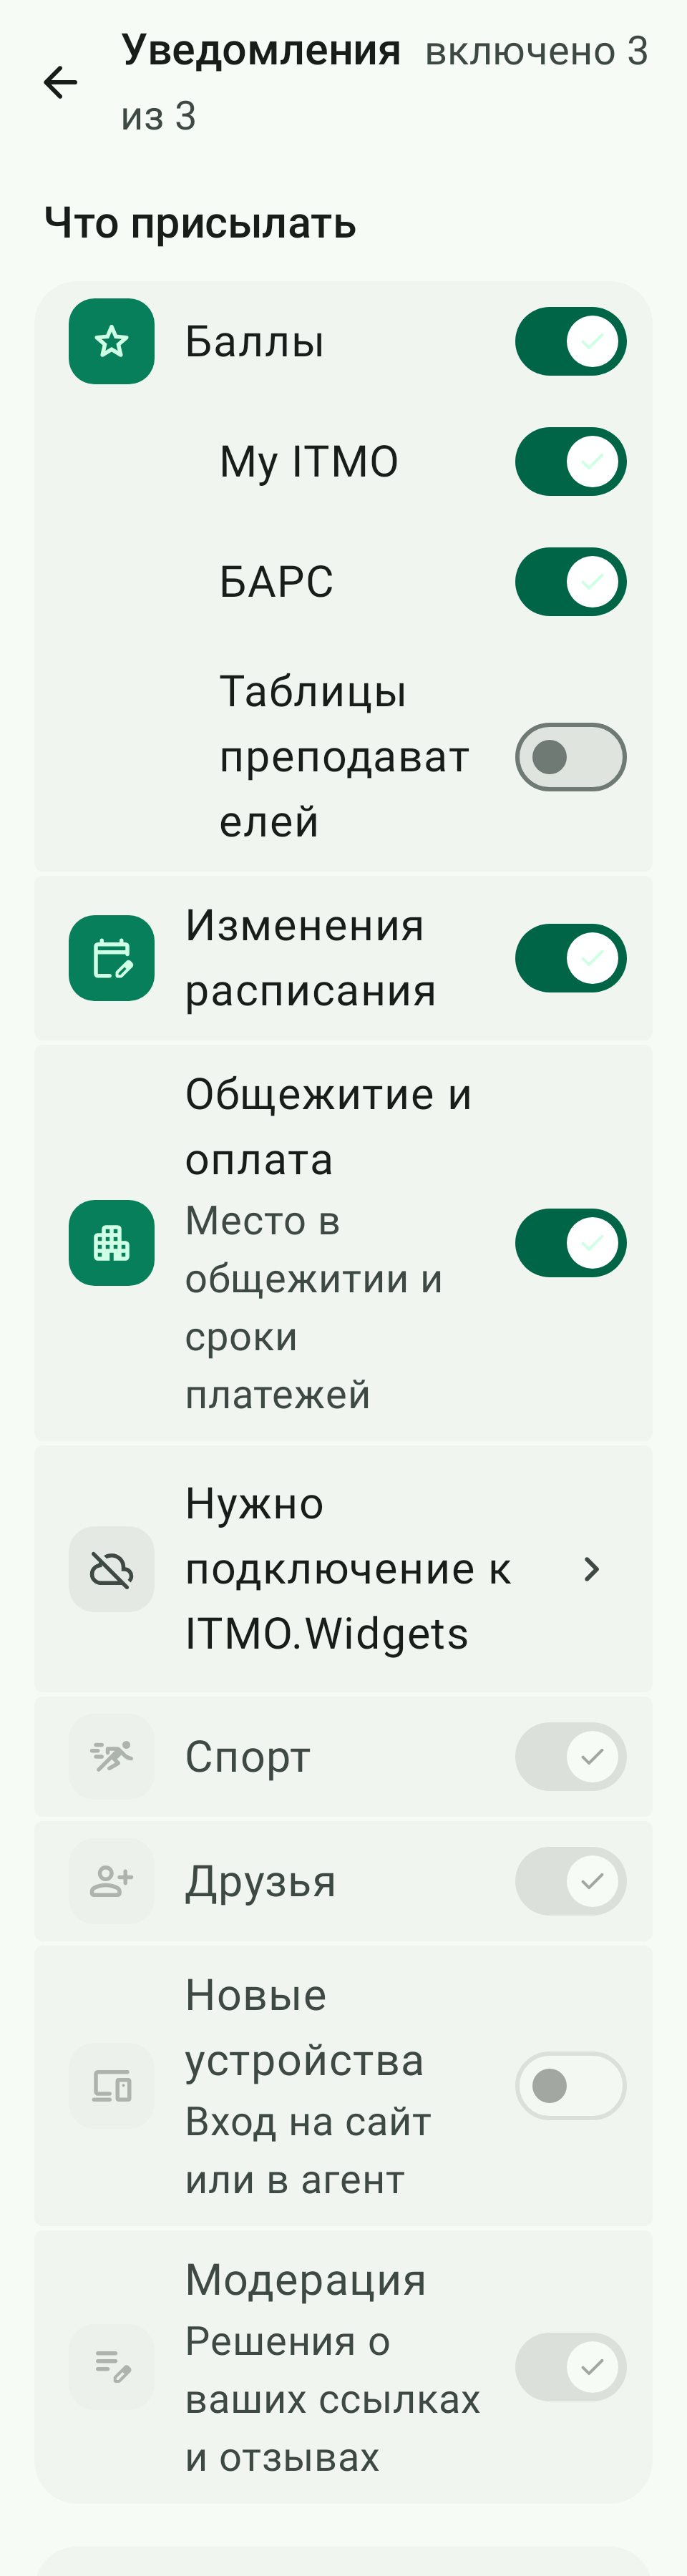 Уведомления включено 3
из 3
Что присылать
Баллы
My ITMO
БАРС
Таблицы
преподават
елей
Изменения
расписания
Общежитие и
оплата
Место в
общежитии и
сроки
платежей
Нужно
подключение к
ITMO.Widgets
Спорт
Друзья
Новые
устройства
Вход на сайт
или в агент
Модерация
Решения о
ваших ссылках
и отзывах